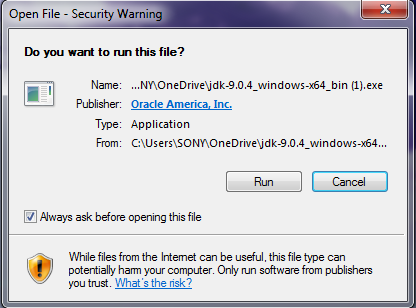 Open File - Security Warning
Do you want to run this file?
Name: ...NY\OneDrive\jdk-9.0.4_windows-x64_bin (1).exe
Publisher: Oracle America, Inc.
Type: Application
From: C:\Users\SONY\OneDrive\jdk-9.0.4_windows-x64...
Run Cancel
Always ask before opening this file
While files from the Internet can be useful, this file type can
potentially harm your computer. Only run software from publishers
you trust. What's the risk?